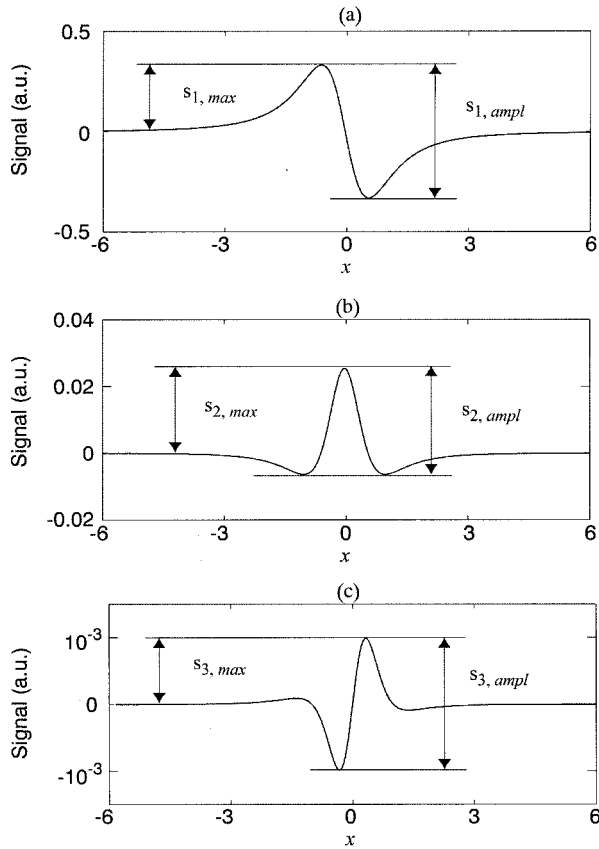 (a)
0.5
s1, max
s1, ampl
Signal (a.u.)
0
-0.5
-6 -3 0 3 6
x
(b)
0.04
0.02
s2, max
s2, ampl
Signal (a.u.)
0
-0.02
-6 -3 0 3 6
x
(c)
10-3
s3, max
s3, ampl
Signal (a.u.)
0
-10-3
-6 -3 0 3 6
x